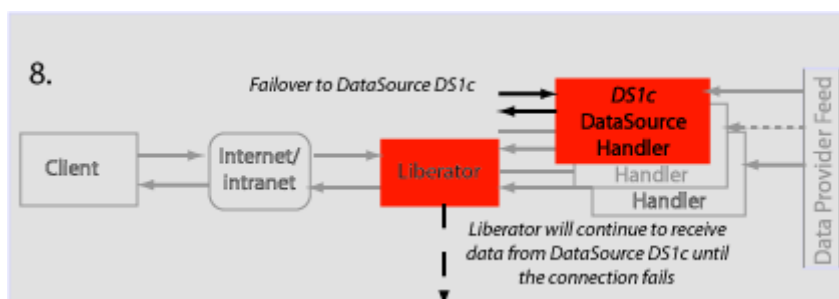 8.
Failover to DataSource DS1c
DS1c
DataSource
Handler
Handler
Handler
Client
Internet/
intranet
Liberator
Liberator will continue to receive
data from DataSource DS1c until
the connection fails
Data Provider Feed